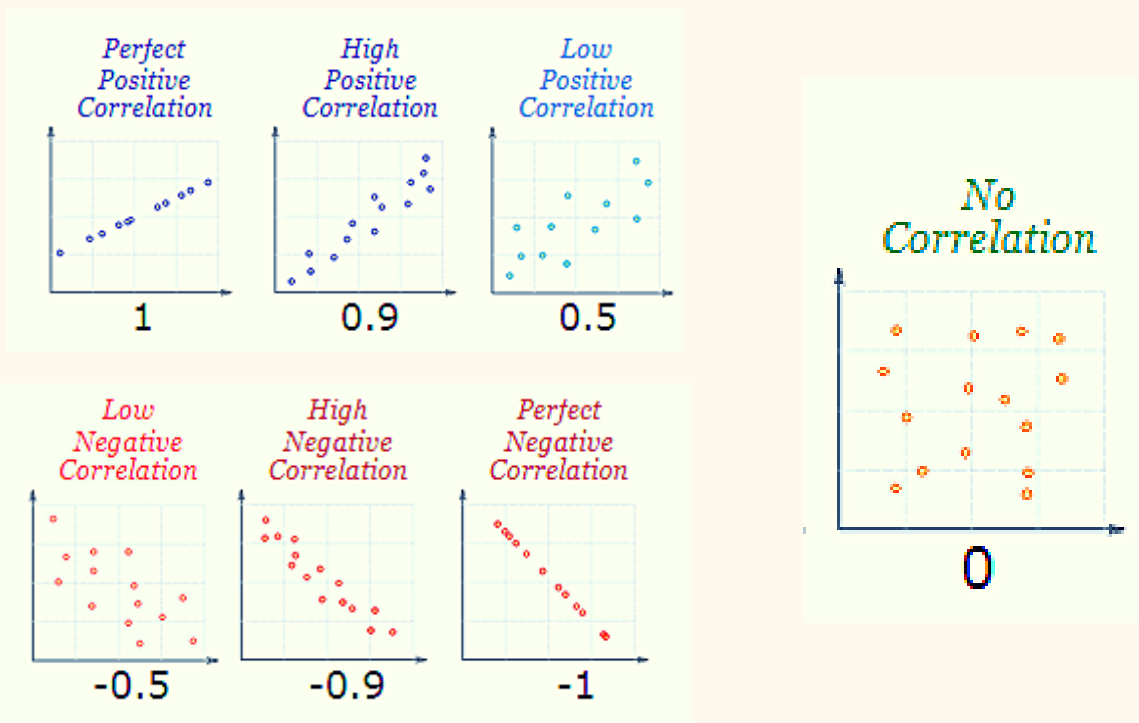 Perfect
Positive
Correlation
1
High
Positive
Correlation
0.9
Low
Positive
Correlation
0.5
No
Correlation
0
Low
Negative
Correlation
-0.5
High
Negative
Correlation
-0.9
Perfect
Negative
Correlation
-1